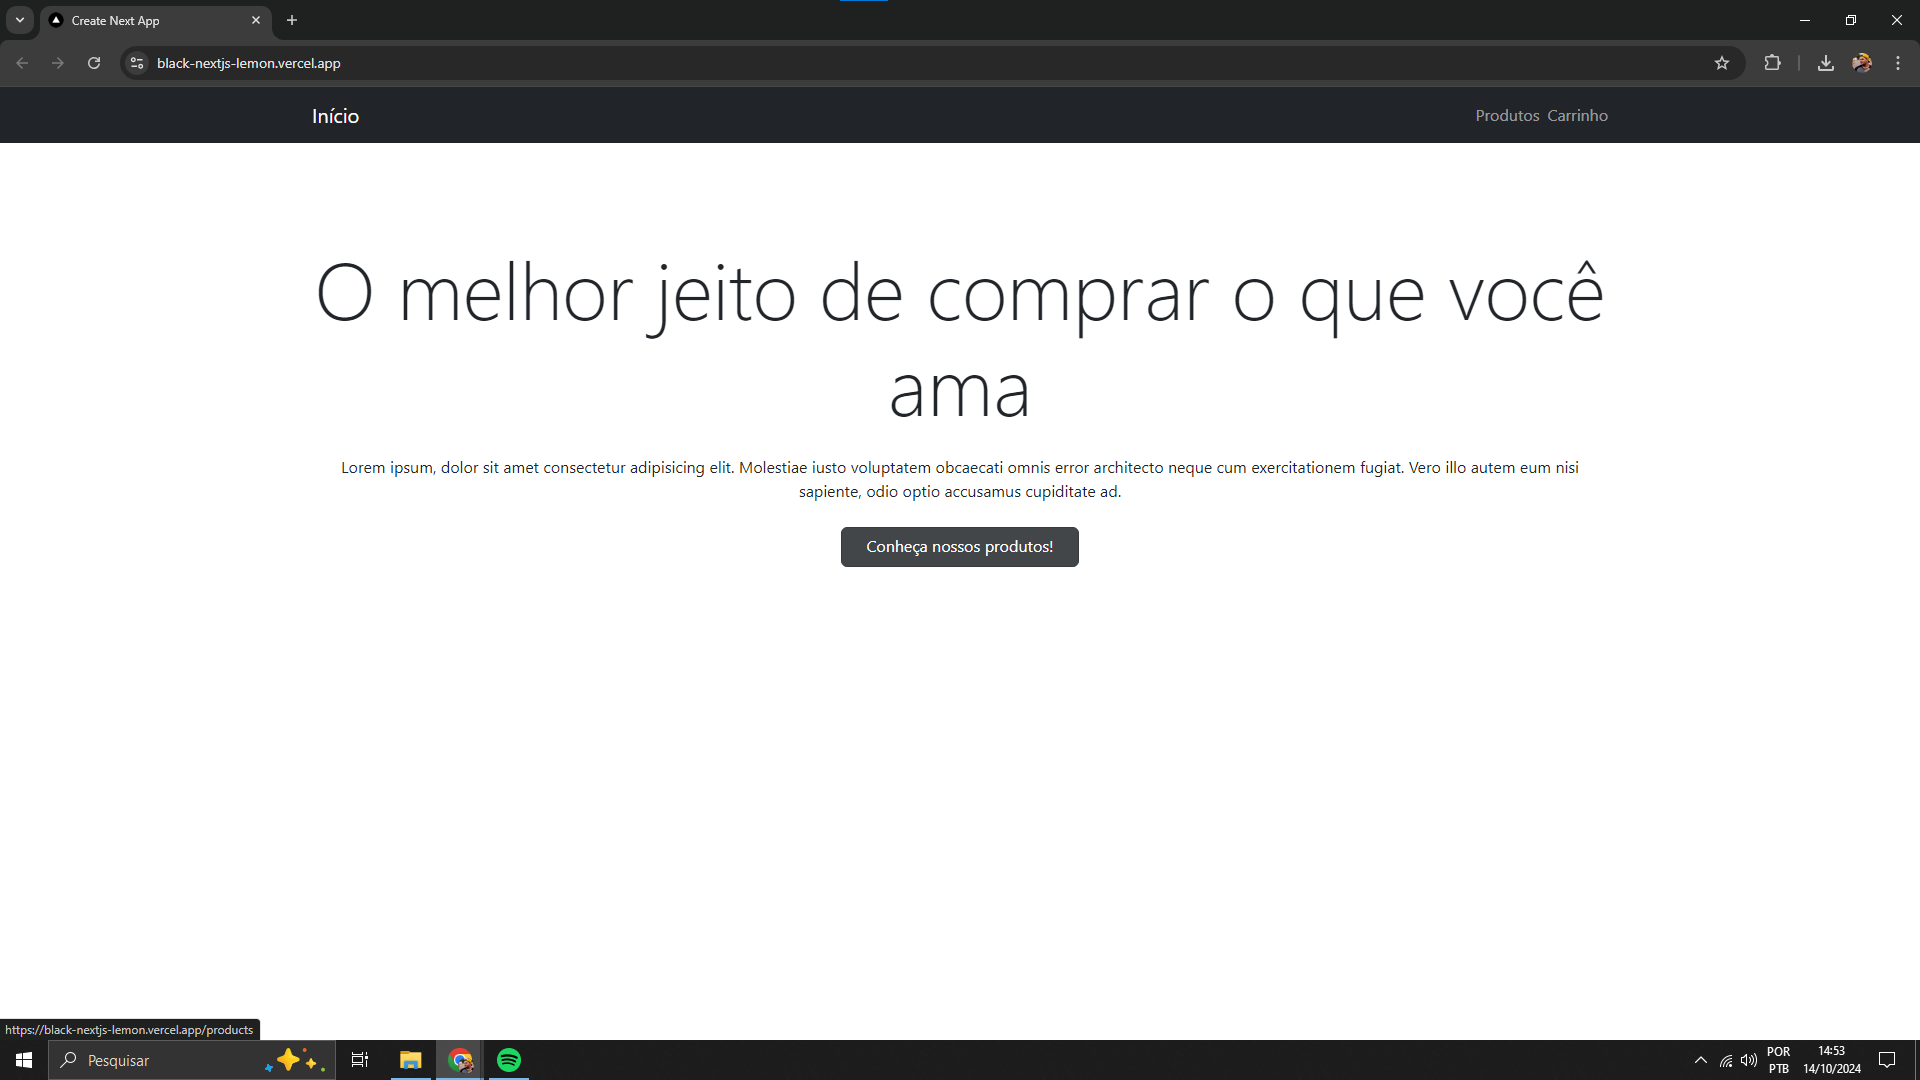 Create Next App
black-nextjs-lemon.vercel.app
Início
Produtos Carrinho
O melhor jeito de comprar o que você
ama
Lorem ipsum, dolor sit amet consectetur adipisicing elit. Molestiae iusto voluptatem obcaecati omnis error architecto neque cum exercitationem fugiat. Vero illo autem eum nisi
sapiente, odio optio accusamus cupiditate ad.
Conheça nossos produtos!
https://black-nextjs-lemon.vercel.app/products
Pesquisar
POR
PTB
14:53
14/10/2024